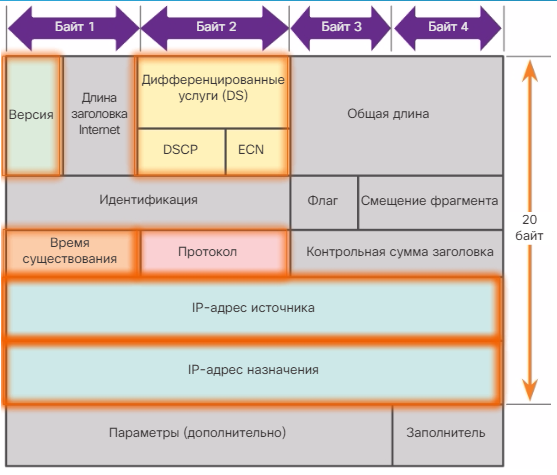 Байт 1
Байт 2
Байт 3
Байт 4
Версия
Длина
заголовка
Internet
Дифференцированные
услуги (DS)
DSCP
ECN
Общая длина
Идентификация
Флаг
Смещение фрагмента
20
байт
Время
существования
Протокол
Контрольная сумма заголовка
IP-адрес источника
IP-адрес назначения
Параметры (дополнительно)
Заполнитель